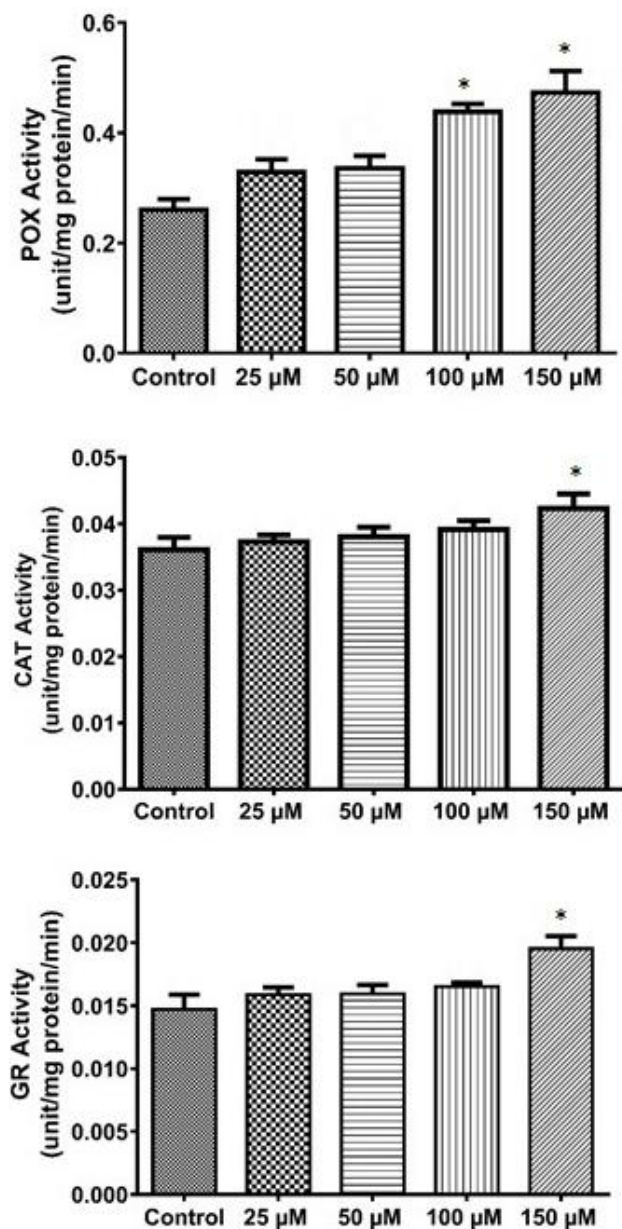 POX Activity
(unit/mg protein/min)
0.6
0.4
0.2
0.0
*
*
Control 25 µM 50 µM 100 µM 150 µM
CAT Activity
(unit/mg protein/min)
0.05
0.04
0.03
0.02
0.01
0.00
*
Control 25 µM 50 µM 100 µM 150 µM
GR Activity
(unit/mg protein/min)
0.025
0.020
0.015
0.010
0.005
0.000
*
Control 25 µM 50 µM 100 µM 150 µM